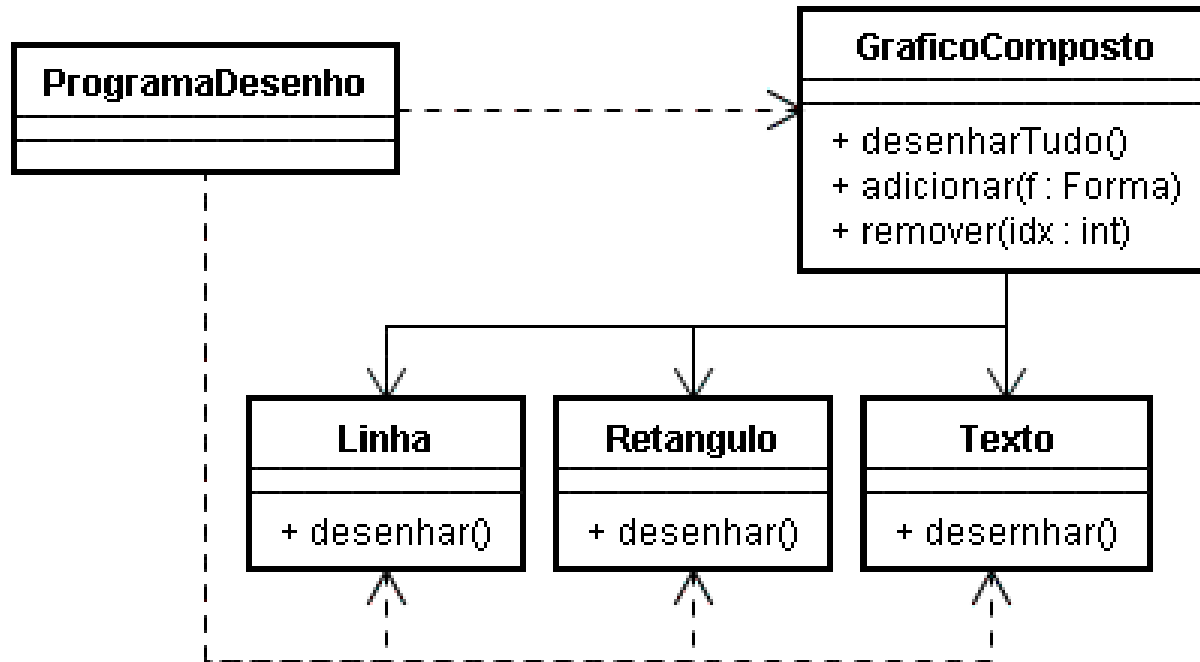 ProgramaDesenho
GraficoComposto
+ desenharTudo()
+ adicionar(f : Forma)
+ remover(idx : int)
Linha
+ desenhar()
Retangulo
+ desenhar()
Texto
+ desernhar()